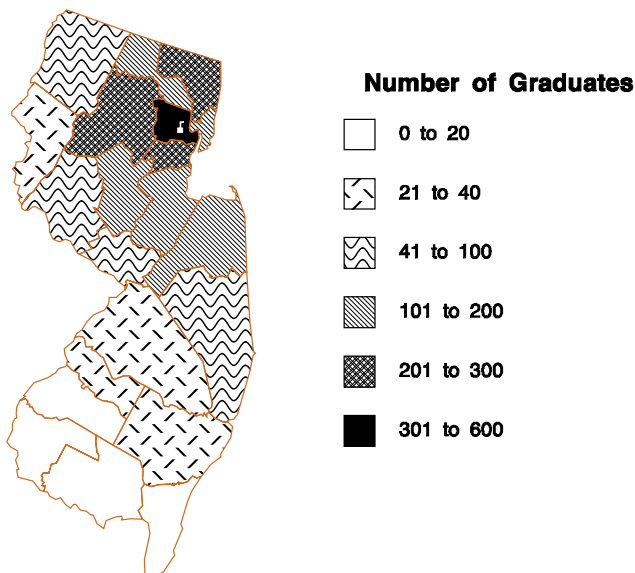 Number of Graduates
0 to 20
21 to 40
41 to 100
101 to 200
201 to 300
301 to 600